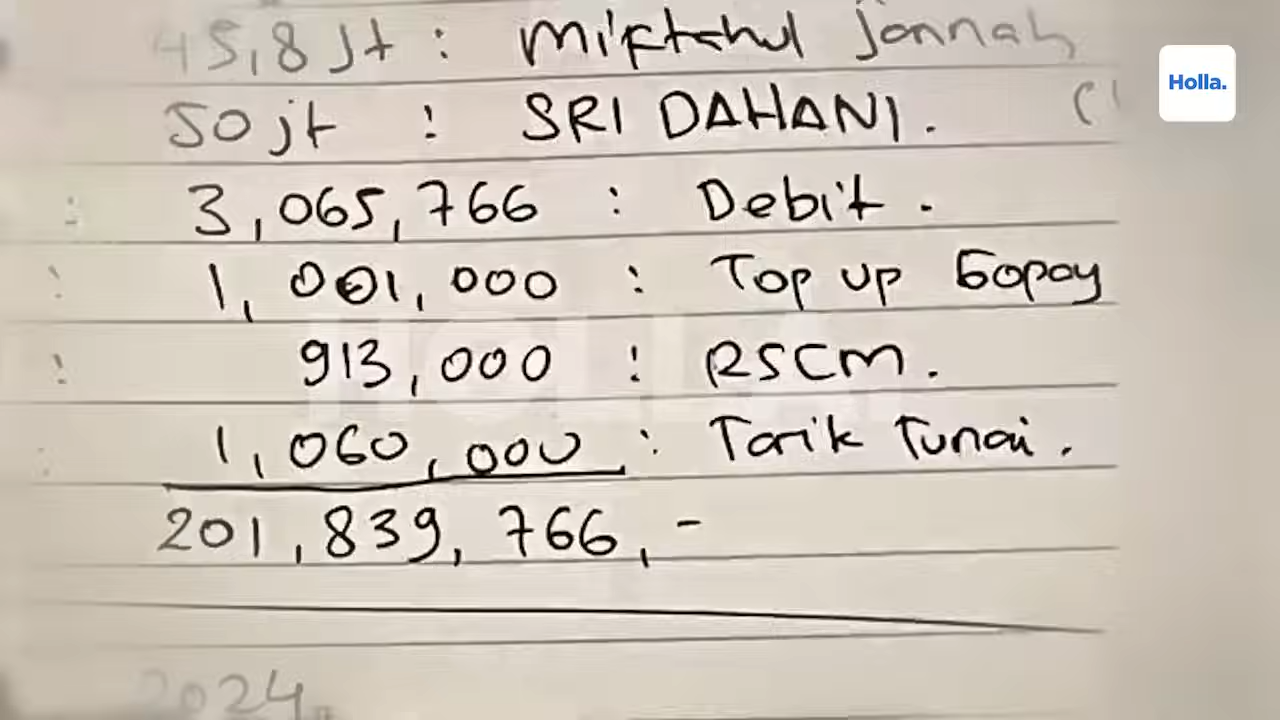 45,8 jt : Miftahul Jannah
Holla.
50 jt : SRI DAHANI. (
: 3,065,766 : Debit.
: 1,001,000 : Top up Gopay
: 913,000 : RSCM.
: 1,060,000 : Tarik Tunai.
201,839,766,-
2024